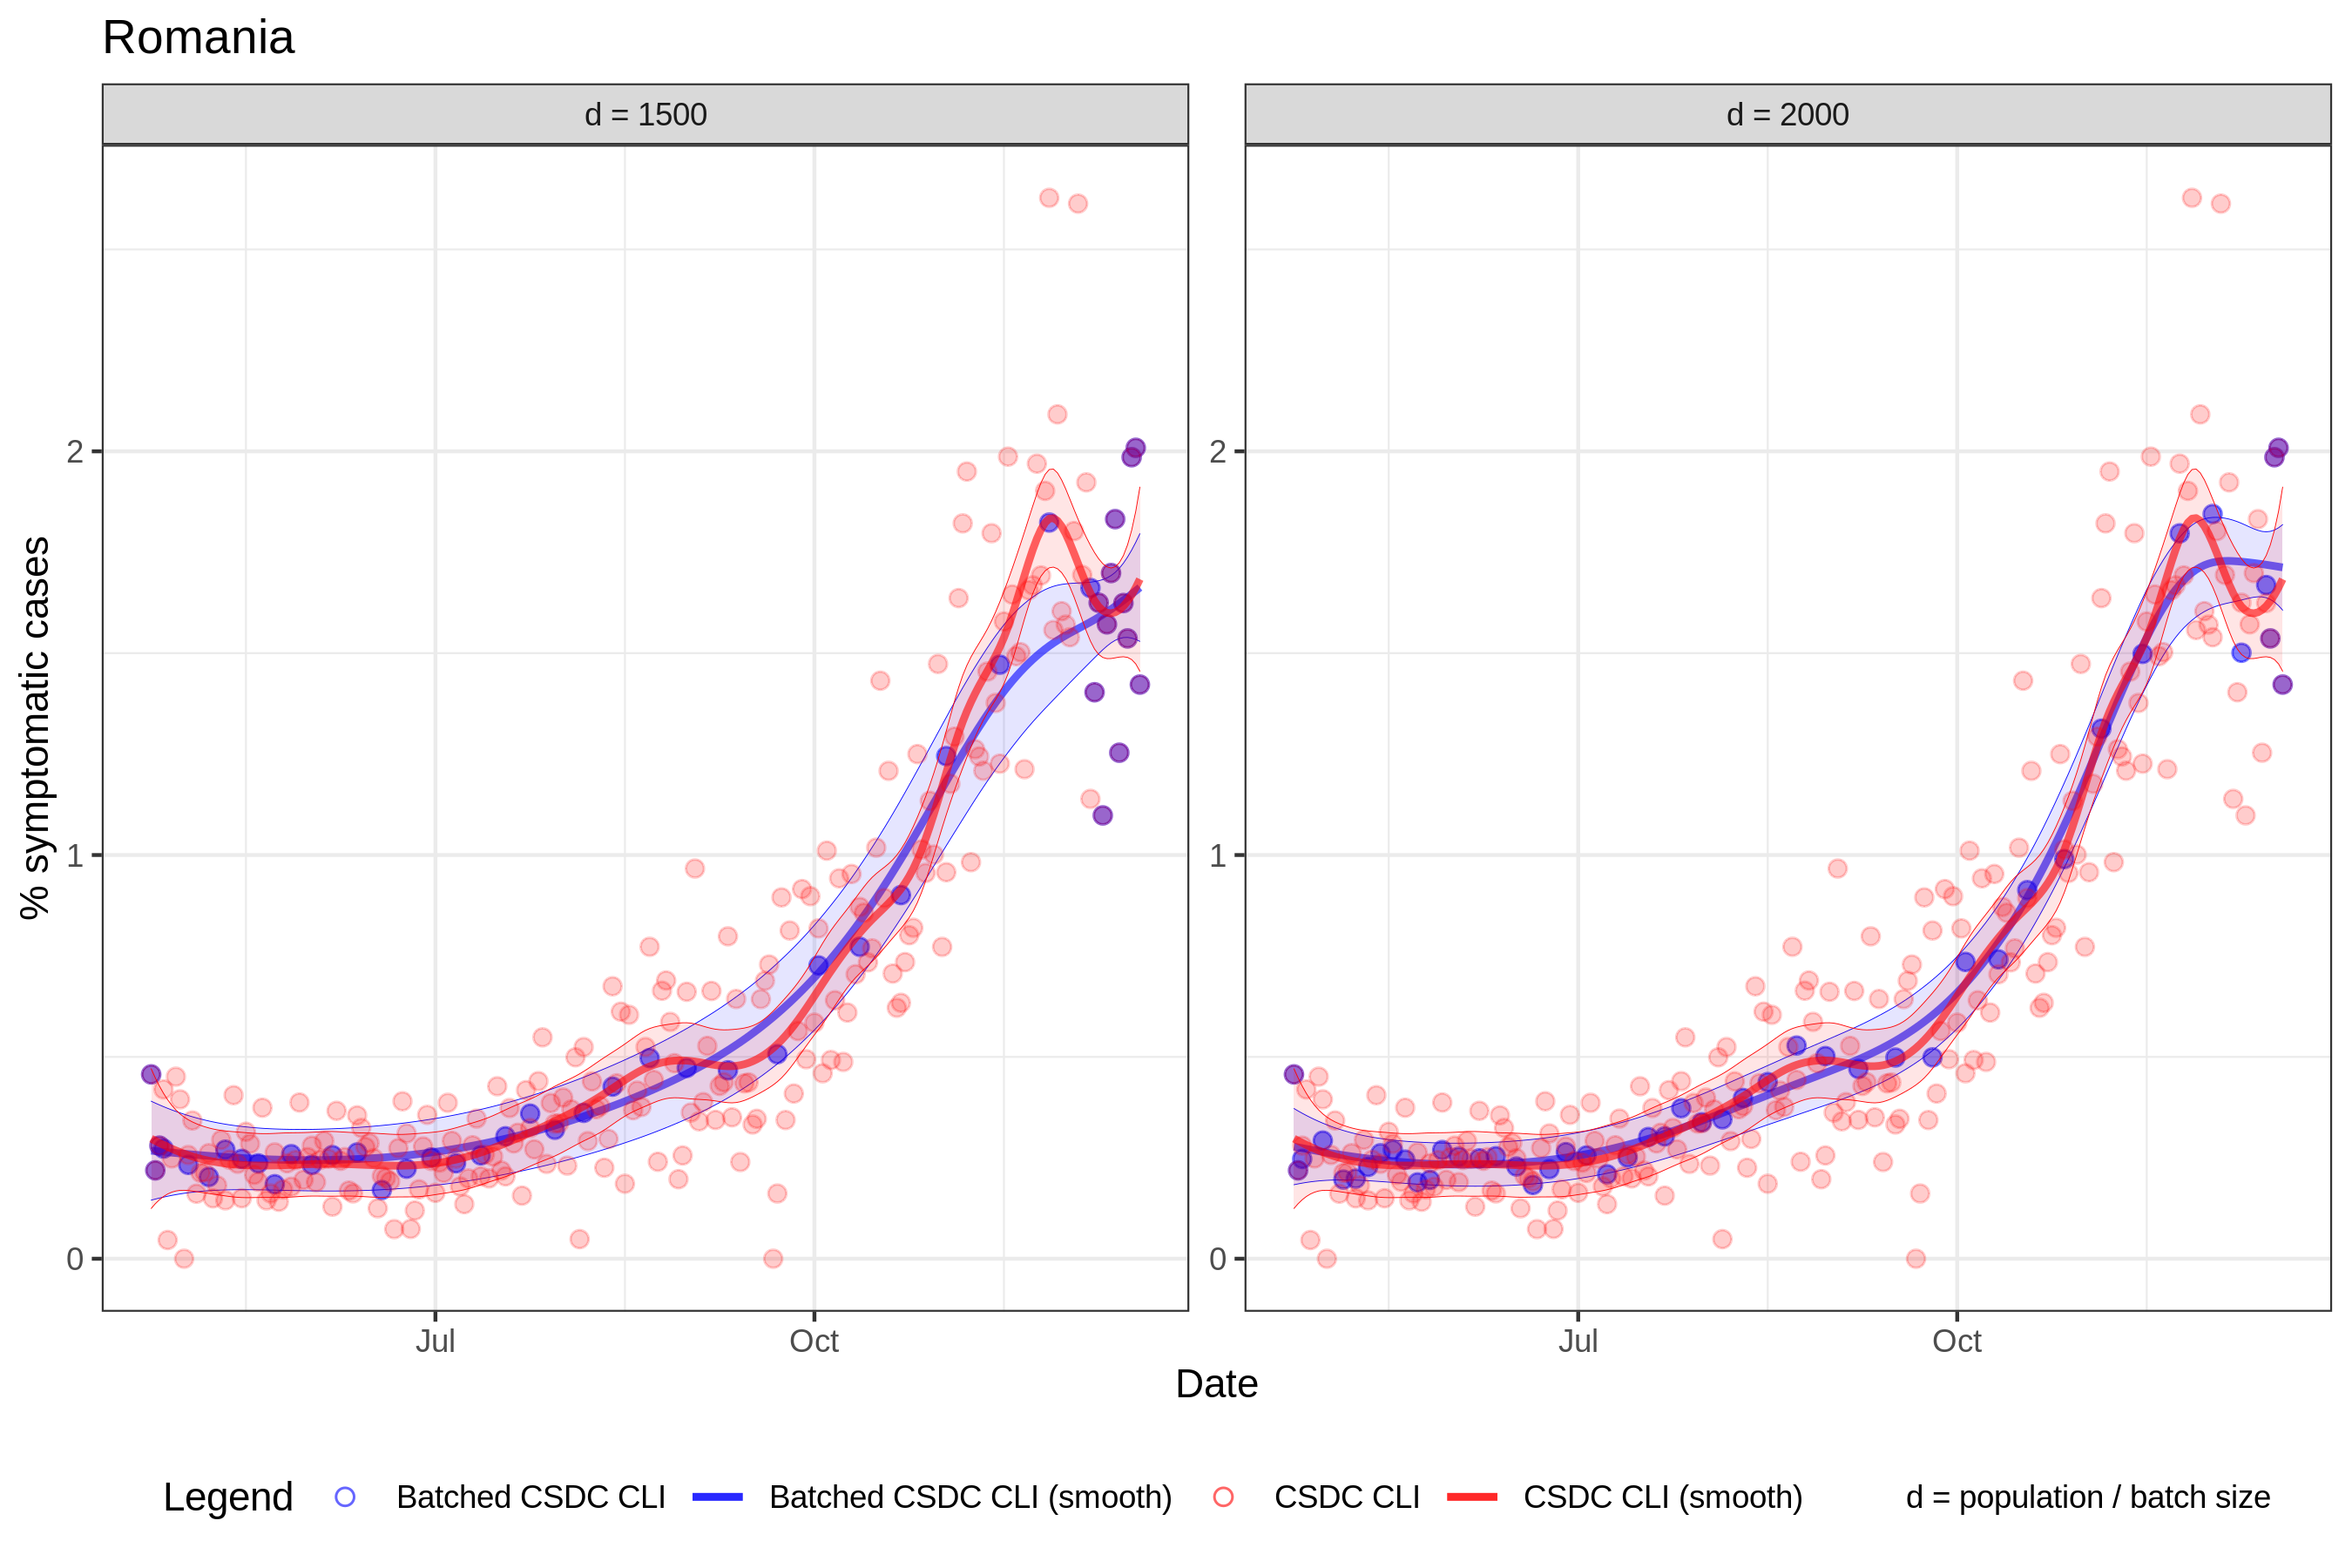 Romania
d = 1500
d = 2000
% symptomatic cases
2
1
0
2
1
0
Jul
Oct
Jul
Oct
Date
Legend
Batched CSDC CLI
Batched CSDC CLI (smooth)
CSDC CLI
CSDC CLI (smooth)
d = population / batch size